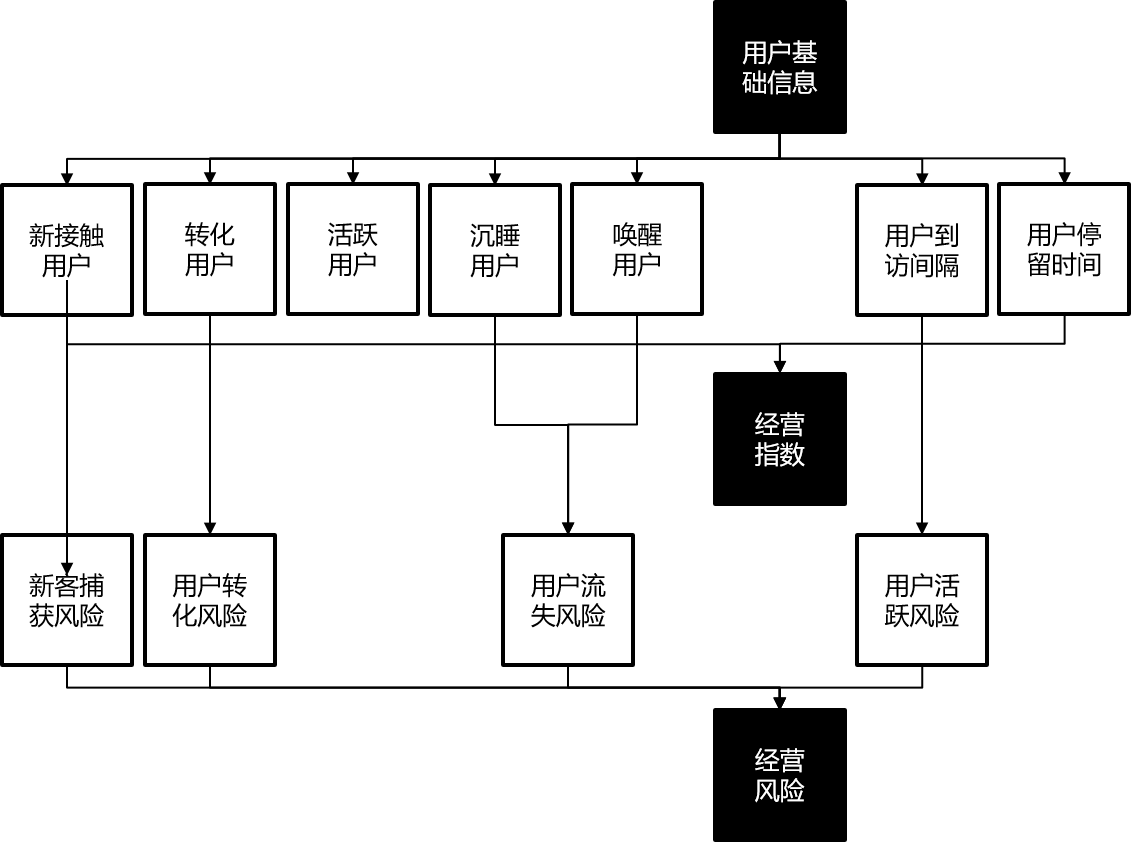 用户基
础信息
新接触
用户
转化
用户
活跃
用户
沉睡
用户
唤醒
用户
用户到
访间隔
用户停
留时间
经营
指数
新客捕
获风险
用户转
化风险
用户流
失风险
用户活
跃风险
经营
风险